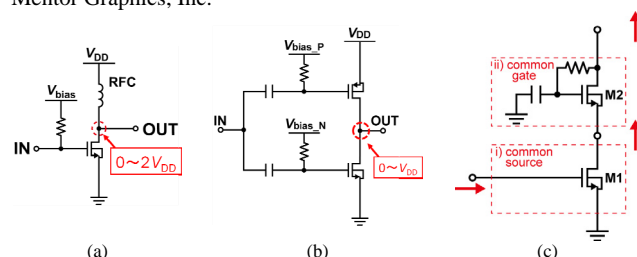 Mentor Graphics, Inc.
VDD
RFC
Vbias
OUT
IN
0~2VDD
(a)
Vbias_P
VDD
IN
OUT
Vbias_N
0~VDD
(b)
ii) common
gate
M2
i) common
source
M1
(c)